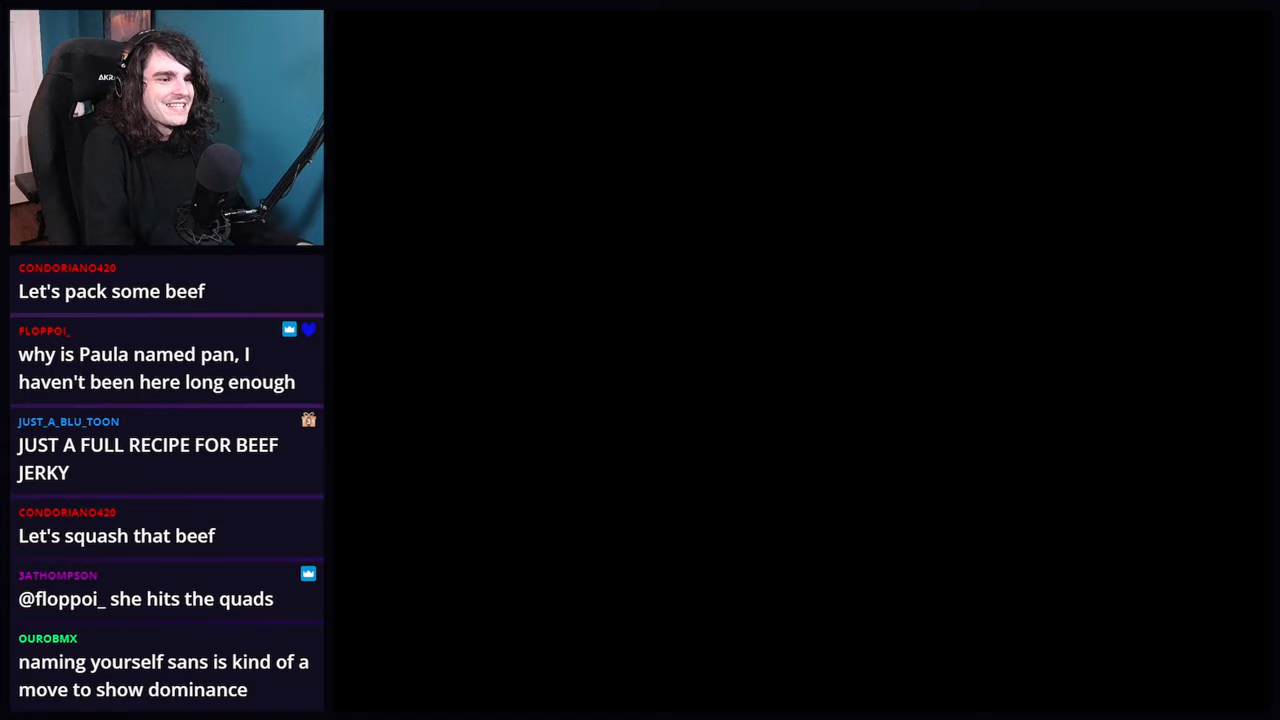 AKR
CONDORIANO420
Let's pack some beef
FLOPPOI_
why is Paula named pan, I
haven't been here long enough
JUST_A_BLU_TOON
JUST A FULL RECIPE FOR BEEF
JERKY
CONDORIANO420
Let's squash that beef
3ATHOMPSON
@floppoi_ she hits the quads
OUROBMX
naming yourself sans is kind of a
move to show dominance